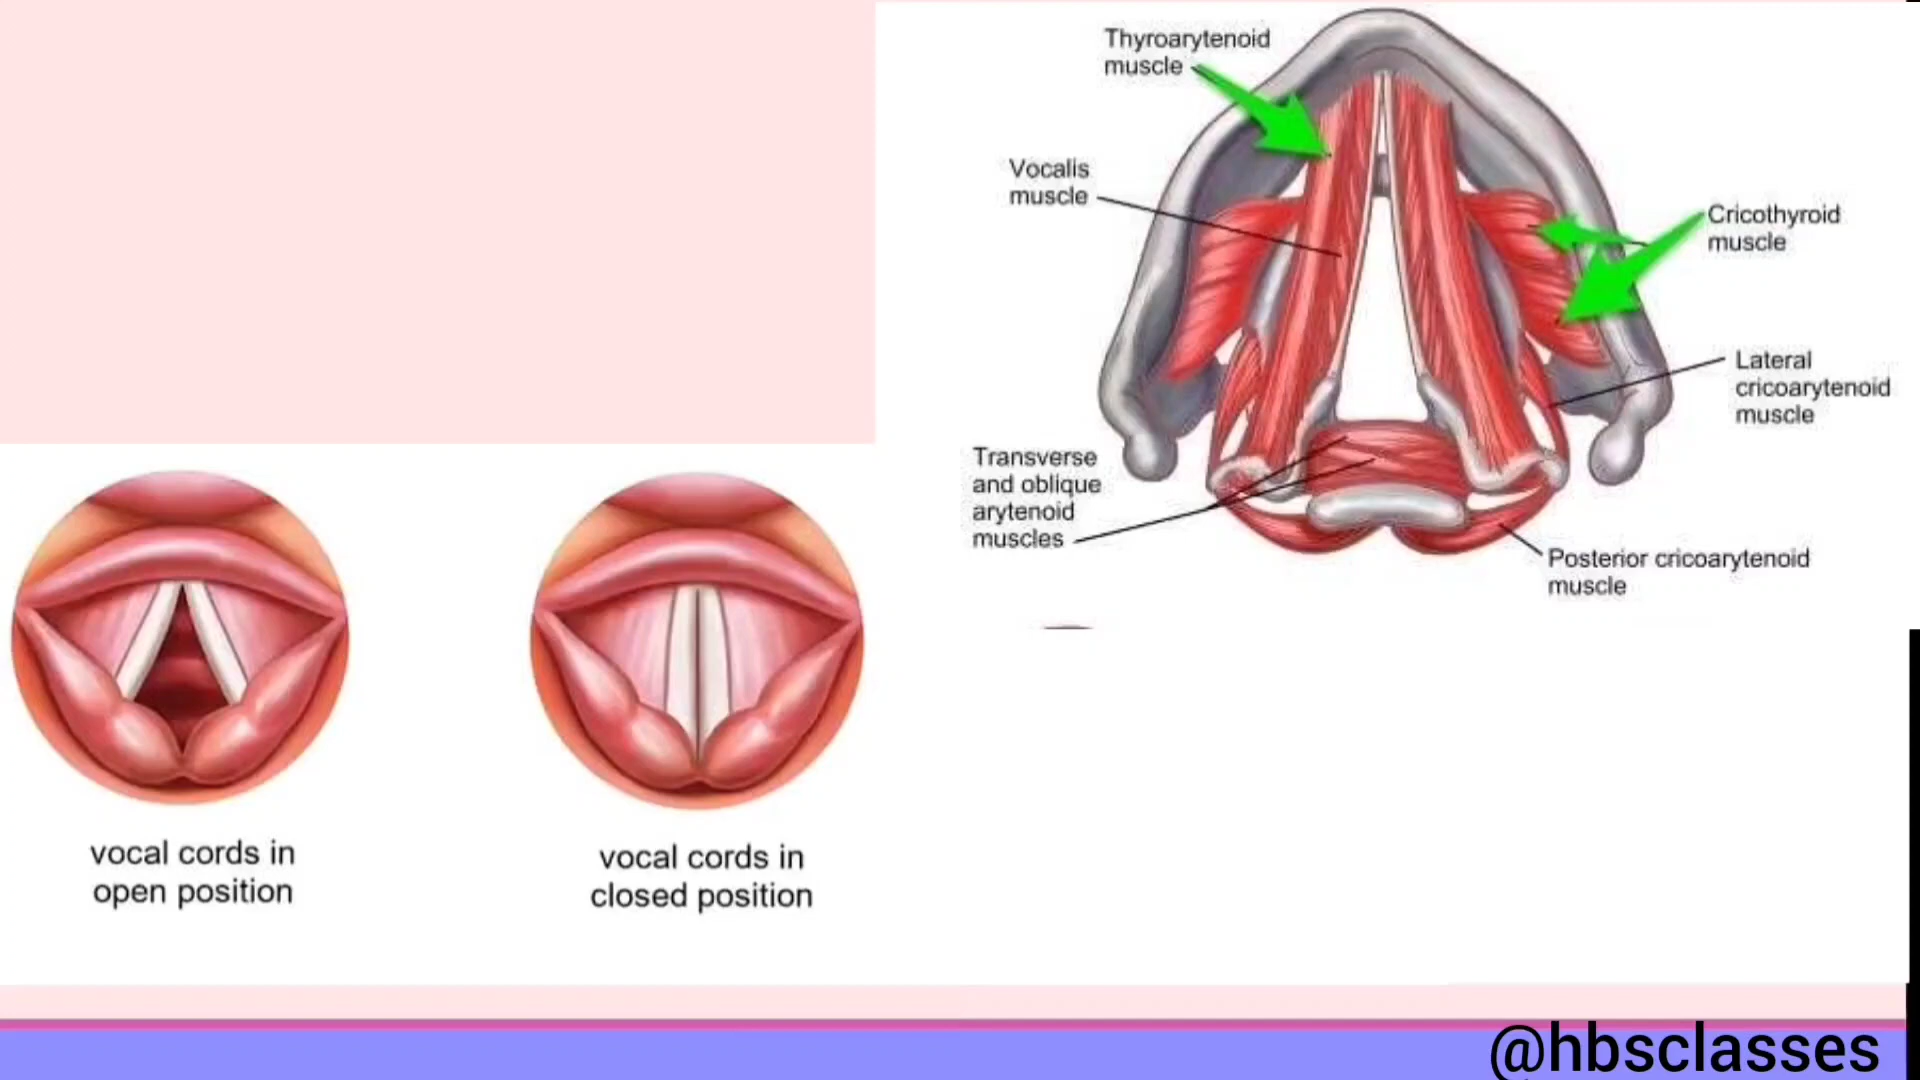 Thyroarytenoid
muscle
Vocalis
muscle
Cricothyroid
muscle
Lateral
cricoarytenoid
muscle
Transverse
and oblique
arytenoid
muscles
Posterior cricoarytenoid
muscle
vocal cords in
open position
vocal cords in
closed position
@hbsclasses